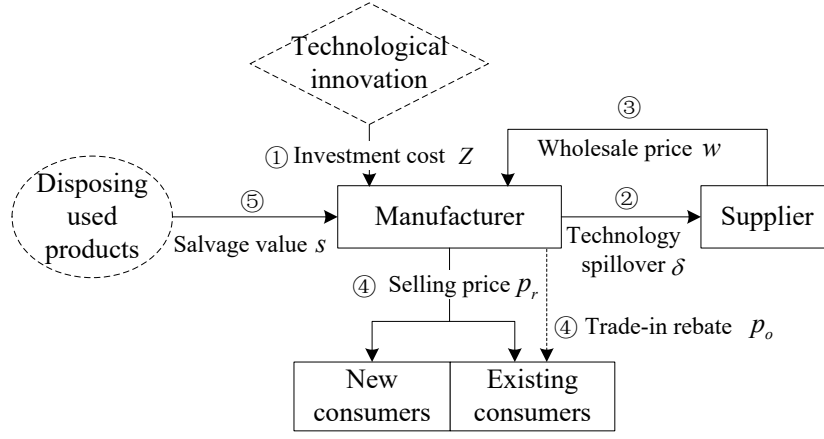 Technological
innovation
① Investment cost Z
③
Wholesale price w
Disposing
used
products
⑤
Salvage value s
Manufacturer
②
Technology
spillover δ
Supplier
④ Selling price p_r
④ Trade-in rebate p_o
New
consumers
Existing
consumers